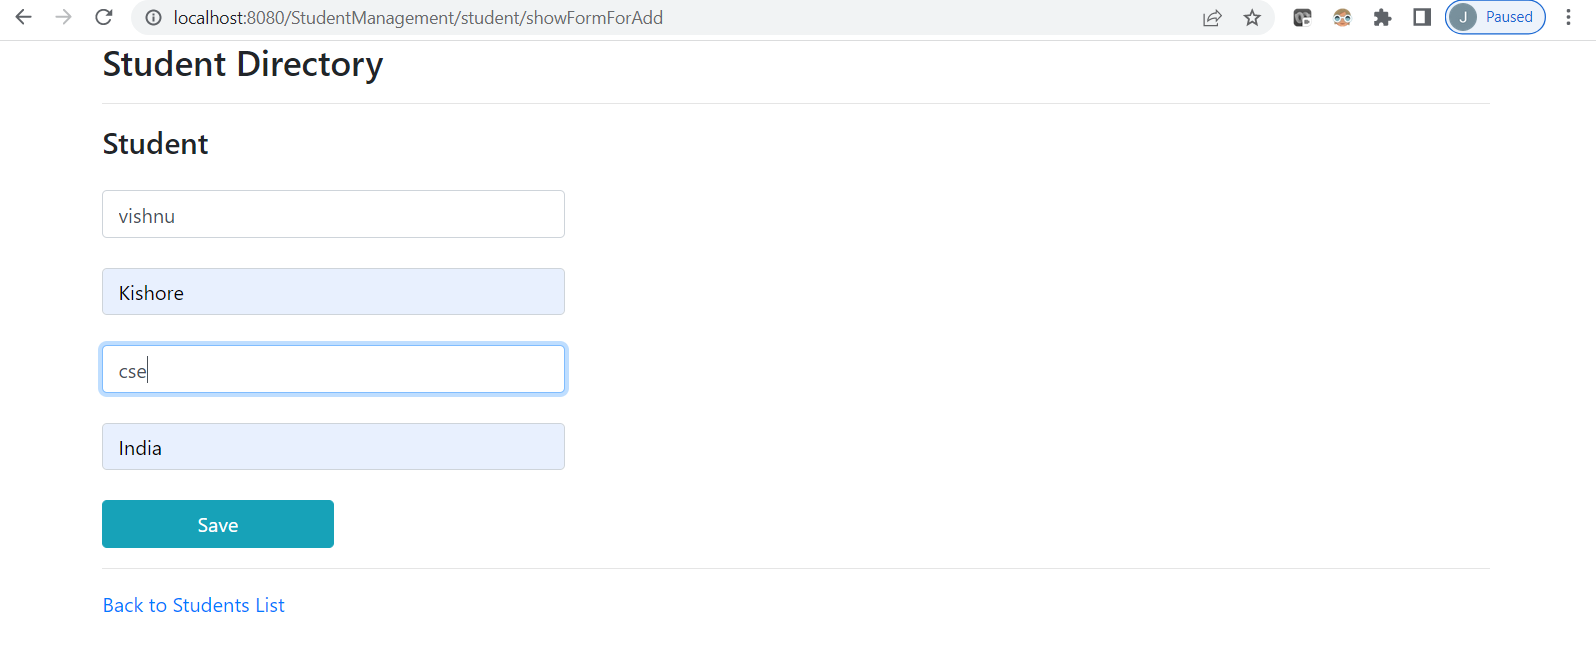 localhost:8080/StudentManagement/student/showFormForAdd
J Paused
Student Directory
Student
vishnu
Kishore
cse
India
Save
Back to Students List